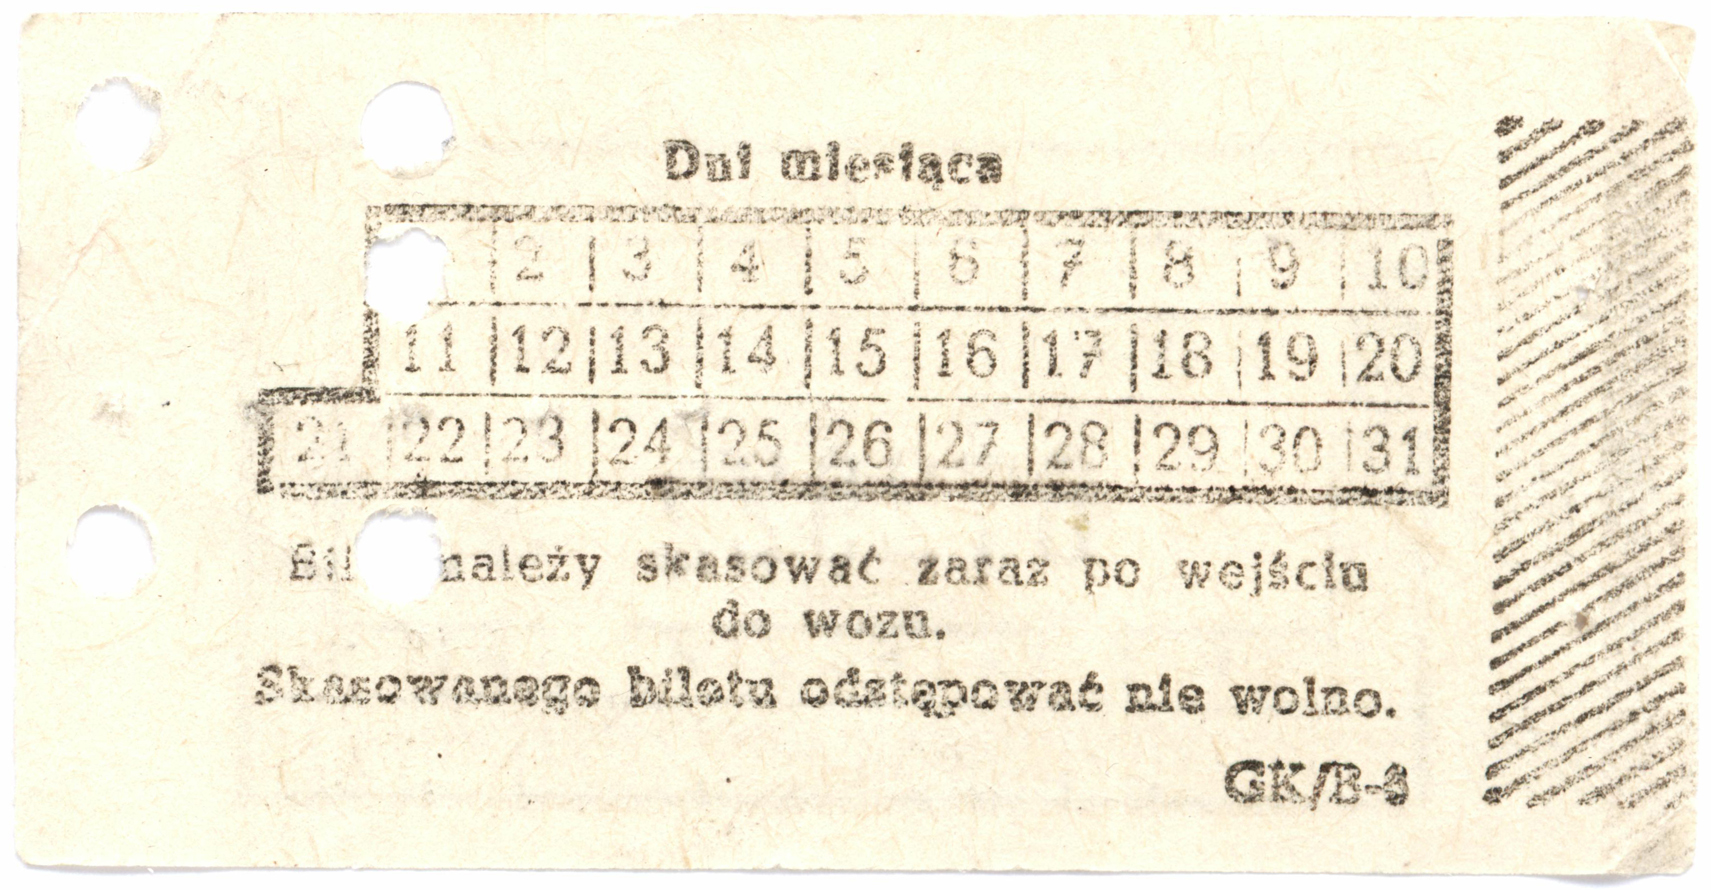 Dni miesiąca
2 3 4 5 6 7 8 9 10
11 12 13 14 15 16 17 18 19 20
21 22 23 24 25 26 27 28 29 30 31
należy skasować zaraz po wejściu
do wozu.
Skasowanego biletu odstępować nie wolno.